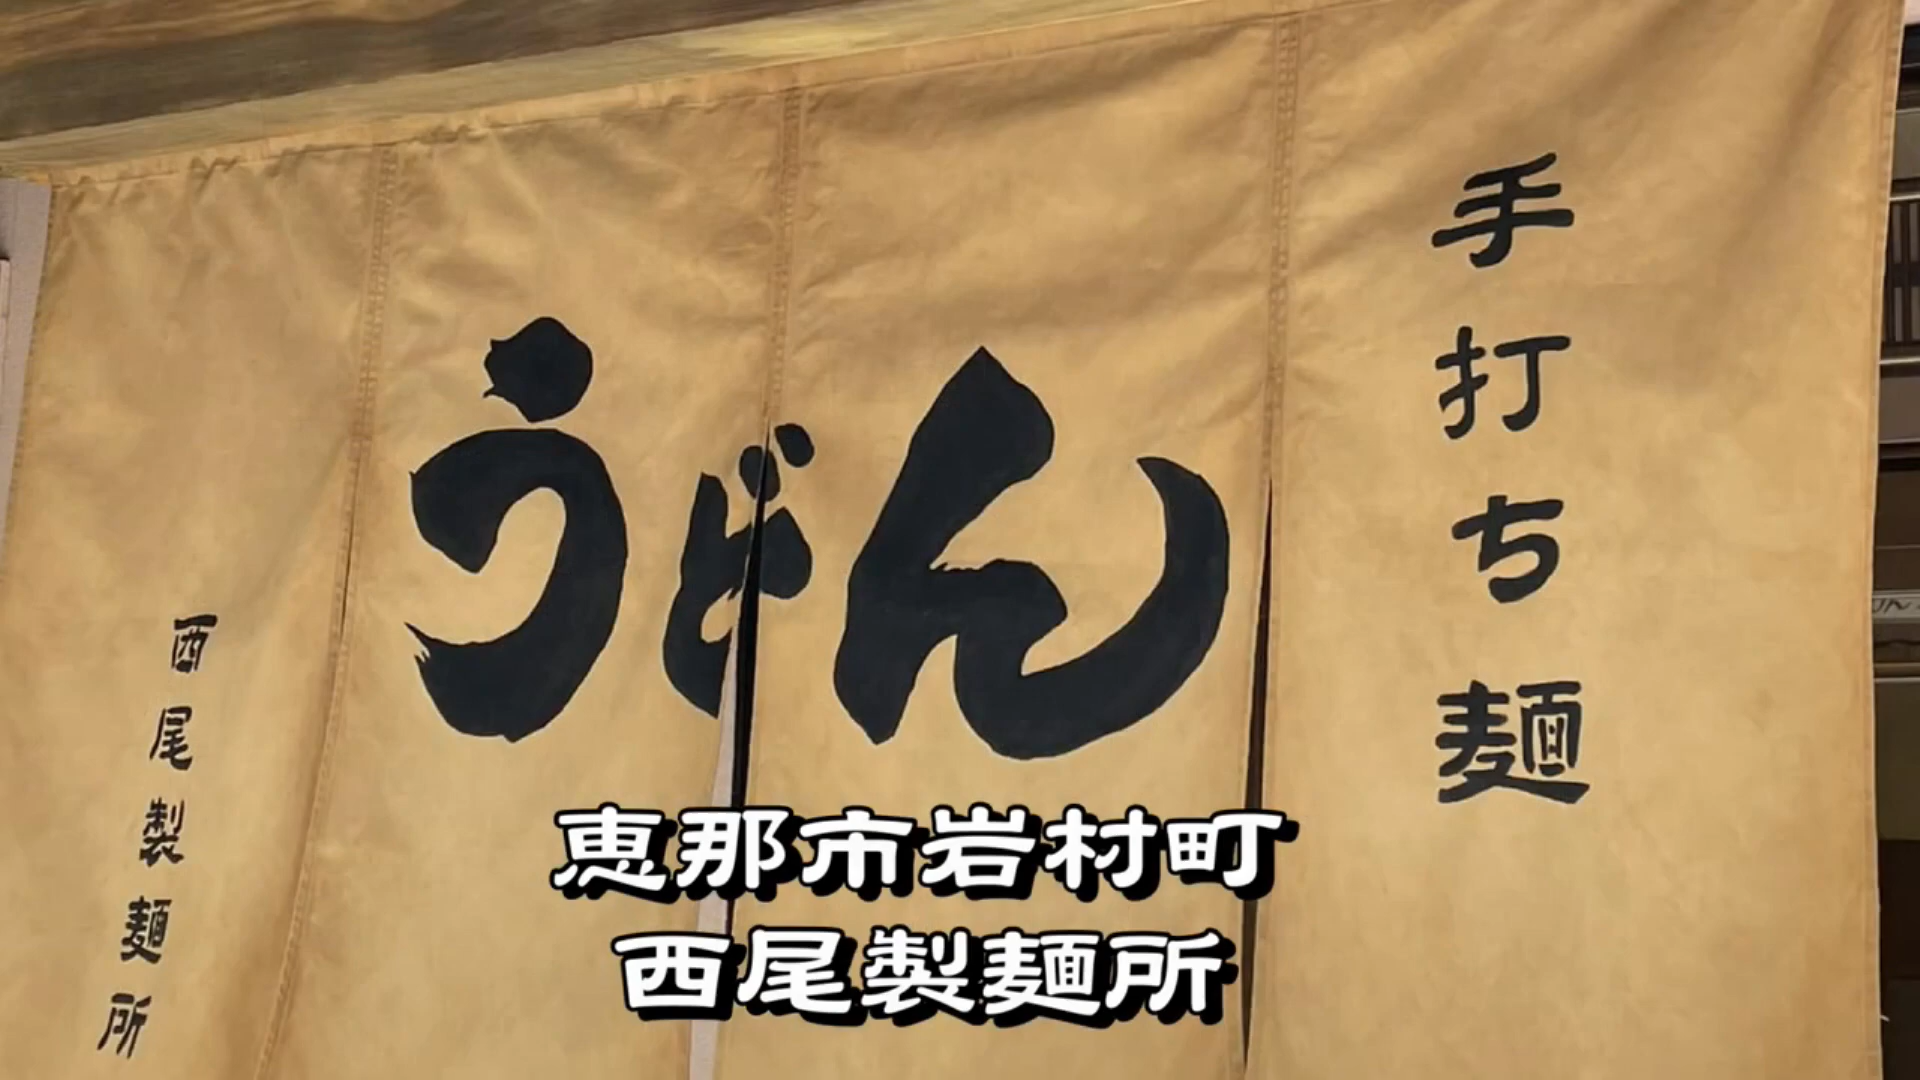 手打ち麺
うどん
西尾製麺所
恵那市岩村町
西尾製麺所